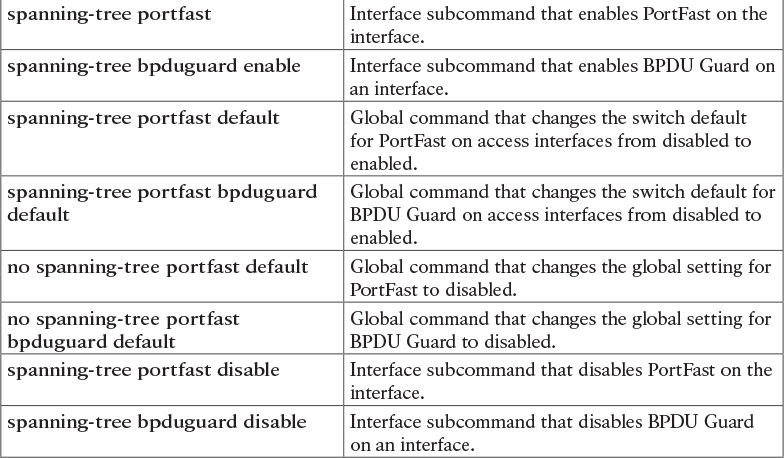 spanning-tree portfast
Interface subcommand that enables PortFast on the
interface.
spanning-tree bpduguard enable
Interface subcommand that enables BPDU Guard on
an interface.
spanning-tree portfast default
Global command that changes the switch default
for PortFast on access interfaces from disabled to
enabled.
spanning-tree portfast bpduguard
default
Global command that changes the switch default for
BPDU Guard on access interfaces from disabled to
enabled.
no spanning-tree portfast default
Global command that changes the global setting for
PortFast to disabled.
no spanning-tree portfast
bpduguard default
Global command that changes the global setting for
BPDU Guard to disabled.
spanning-tree portfast disable
Interface subcommand that disables PortFast on the
interface.
spanning-tree bpduguard disable
Interface subcommand that disables BPDU Guard
on an interface.